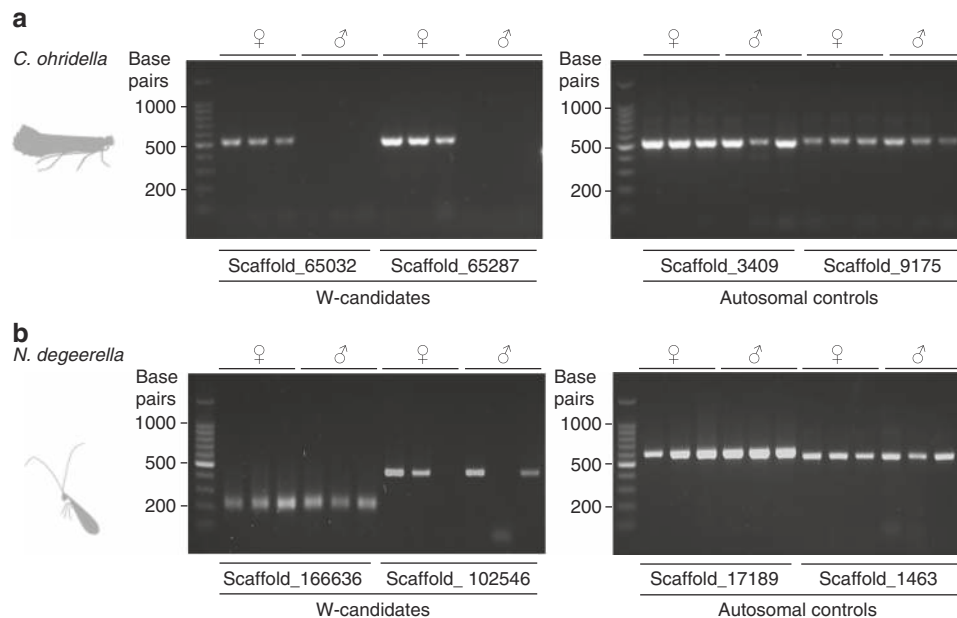 a
C. ohridella
♀ ♂ ♀ ♂
Base
pairs
1000
500
200
Scaffold_65032 Scaffold_65287
W-candidates
♀ ♂ ♀ ♂
Base
pairs
1000
500
200
Scaffold_3409 Scaffold_9175
Autosomal controls
b
N. degeerella
♀ ♂ ♀ ♂
Base
pairs
1000
500
200
Scaffold_166636 Scaffold_ 102546
W-candidates
♀ ♂ ♀ ♂
Base
pairs
1000
500
200
Scaffold_17189 Scaffold_1463
Autosomal controls